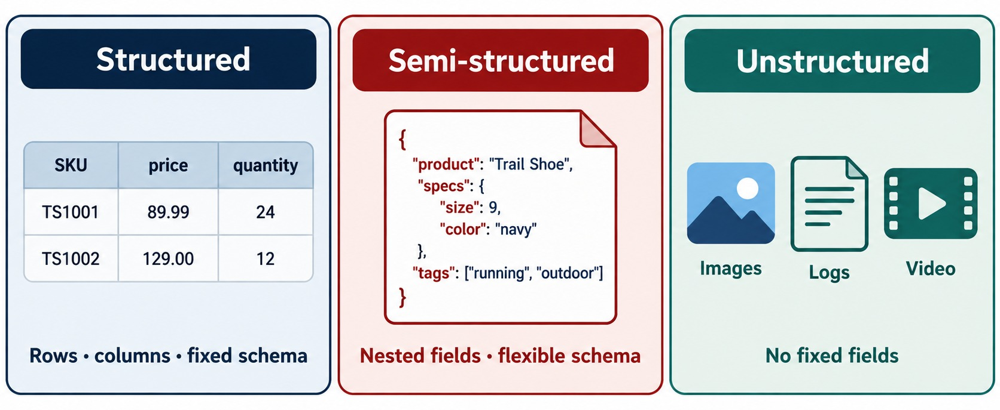 Structured
SKU price quantity
TS1001 89.99 24
TS1002 129.00 12
Rows • columns • fixed schema
Semi-structured
{
"product": "Trail Shoe",
"specs": {
"size": 9,
"color": "navy"
},
"tags": ["running", "outdoor"]
}
Nested fields • flexible schema
Unstructured
Images Logs Video
No fixed fields